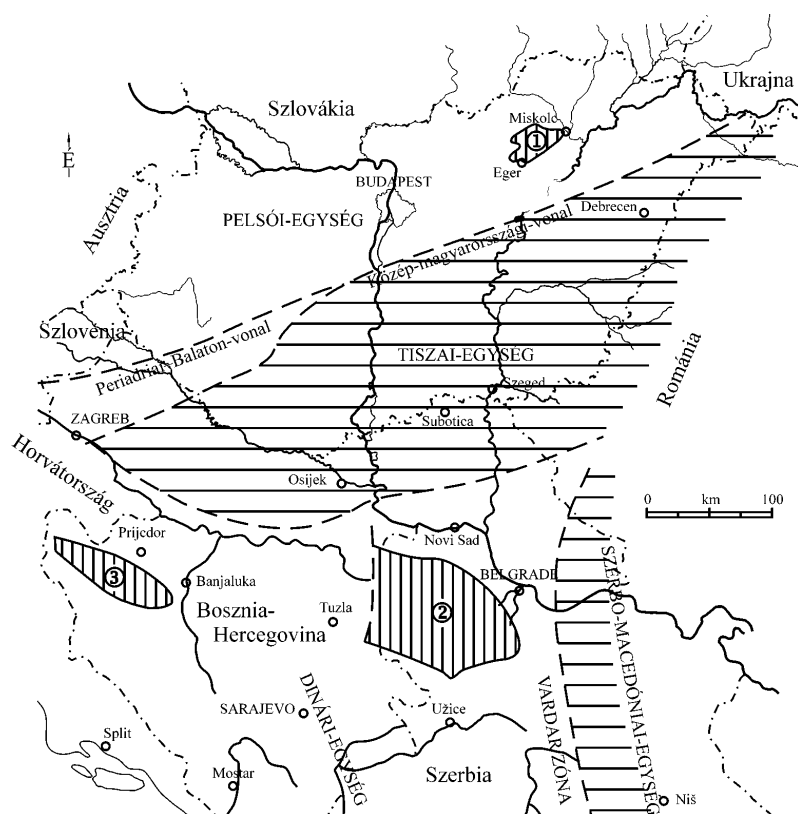 Ukrajna
Szlovákia
Miskolc
①
É
Eger
BUDAPEST
Ausztria
PELSÓI-EGYSÉG
Debrecen
Közép-magyarországi-vonal
Szlovénia
Periadriai-Balaton-vonal
TISZAI-EGYSÉG
Románia
Szeged
ZAGREB
Subotica
Horvátország
Osijek
0 km 100
Prijedor
Novi Sad
③
Banjaluka
BELGRADE
②
Bosznia-
Hercegovina
Tuzla
SZERBO-MACEDÓNIAI-EGYSÉG
VARDAR ZÓNA
DINÁRI-EGYSÉG
SARAJEVO
Užice
Split
Mostar
Szerbia
Niš